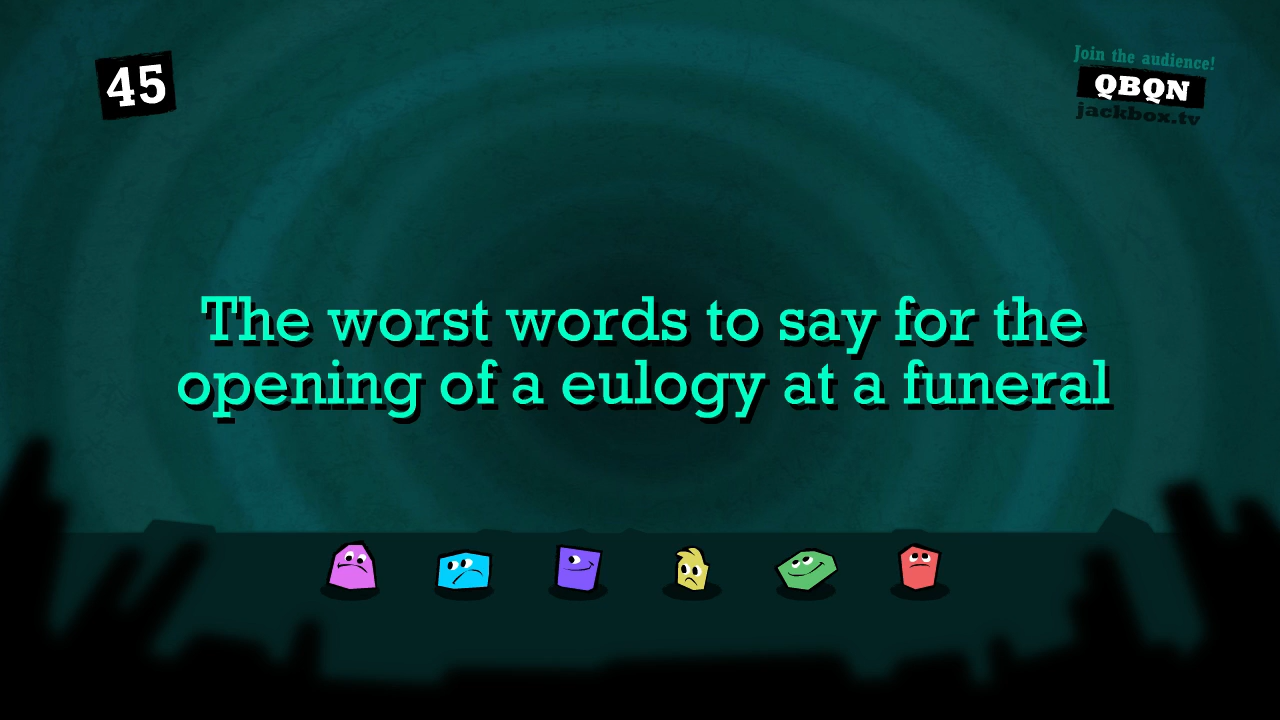 45
Join the audience!
QBQN
jackbox.tv
The worst words to say for the
opening of a eulogy at a funeral